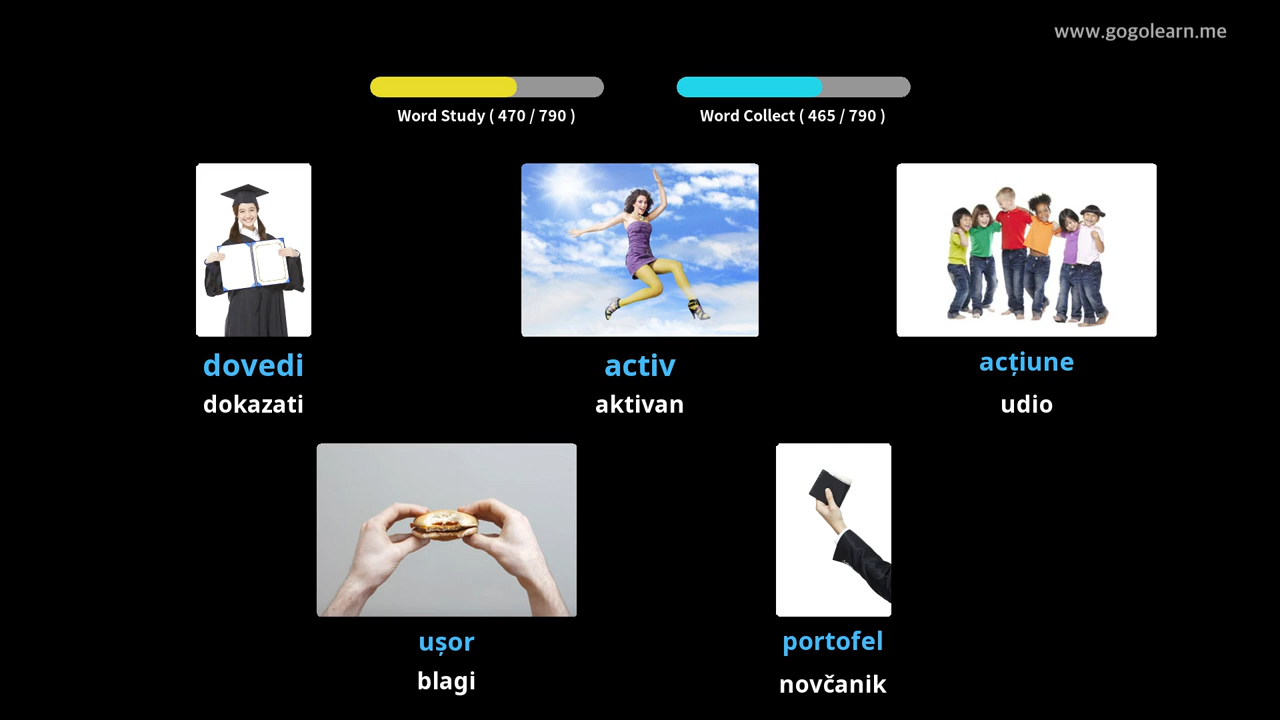 www.gogolearn.me
Word Study ( 470 / 790 )
Word Collect ( 465 / 790 )
dovedi
dokazati
activ
aktivan
acțiune
udio
ușor
blagi
portofel
novčanik